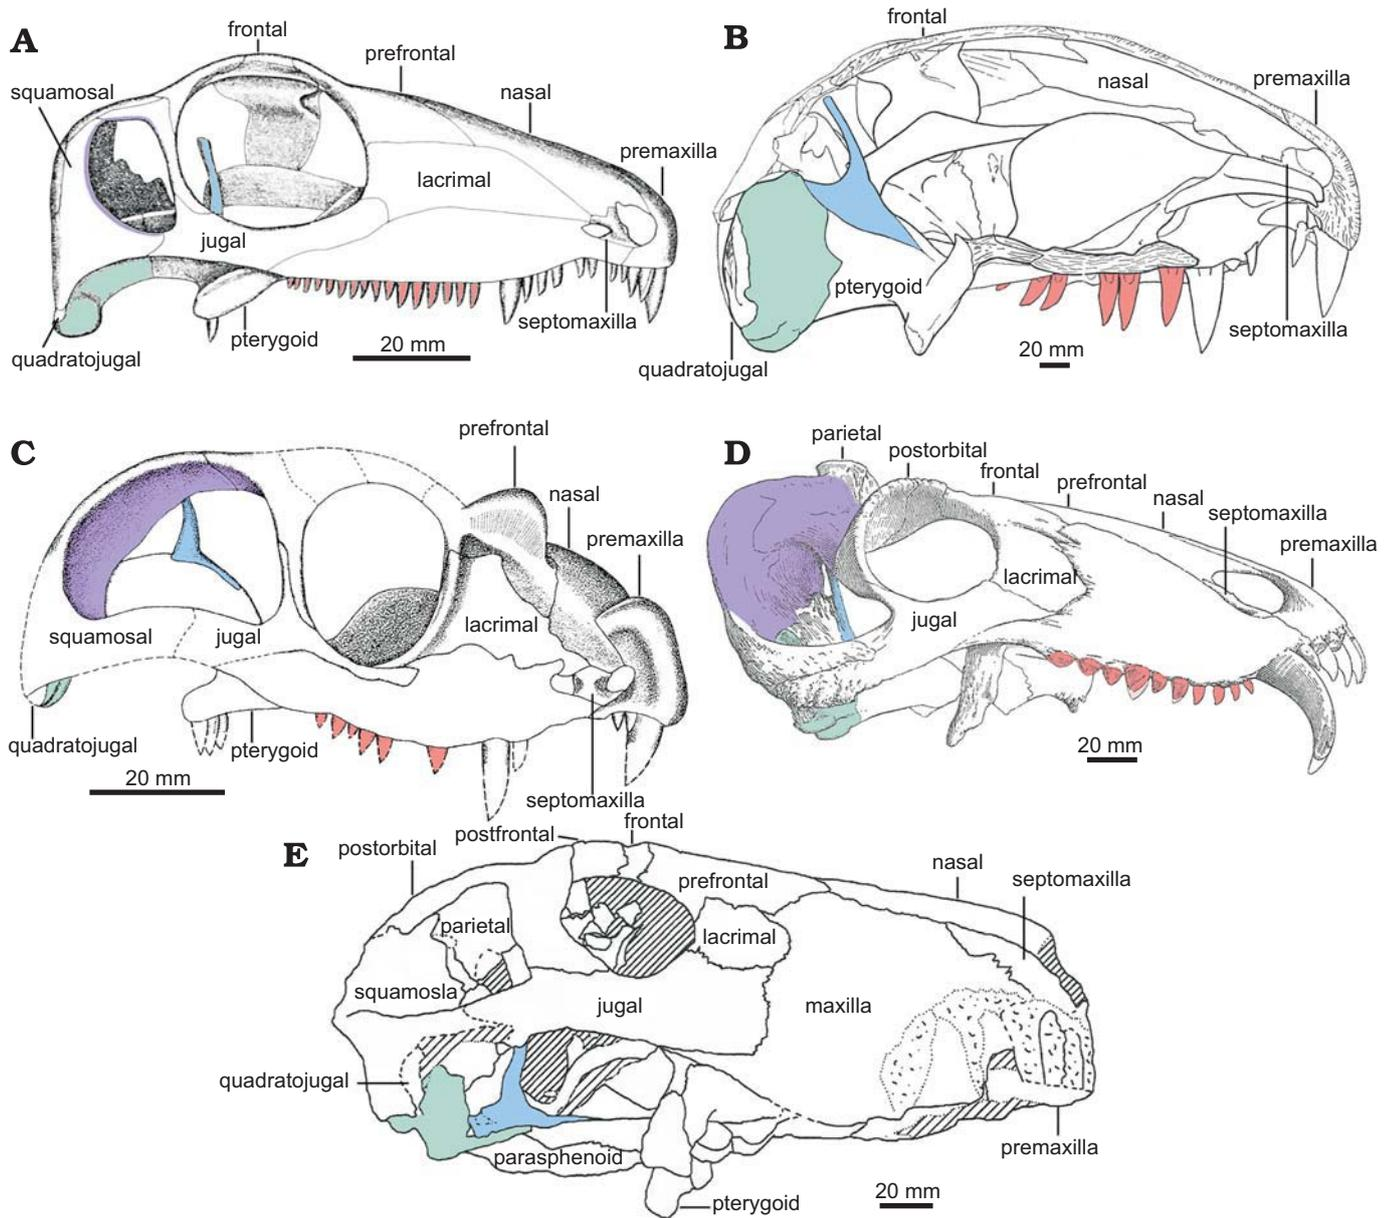 A
frontal
prefrontal
squamosal
nasal
premaxilla
lacrimal
jugal
septomaxilla
pterygoid
quadratojugal
20 mm
B
frontal
nasal
premaxilla
pterygoid
septomaxilla
quadratojugal
20 mm
C
prefrontal
nasal
premaxilla
lacrimal
squamosal
jugal
quadratojugal
pterygoid
septomaxilla
20 mm
D
parietal
postorbital
frontal
prefrontal
nasal
septomaxilla
premaxilla
lacrimal
jugal
20 mm
E
postorbital
postfrontal
frontal
nasal
septomaxilla
prefrontal
parietal
lacrimal
squamosla
jugal
maxilla
quadratojugal
parasphenoid
premaxilla
pterygoid
20 mm